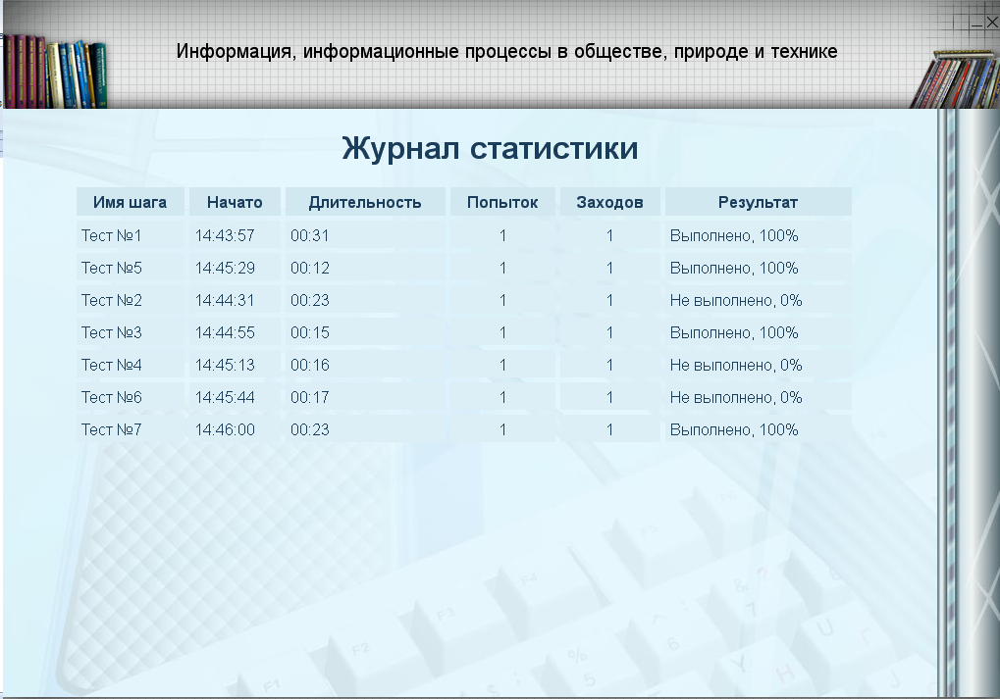 Информация, информационные процессы в обществе, природе и технике
Журнал статистики
Имя шага Начато Длительность Попыток Заходов Результат
Тест №1 14:43:57 00:31 1 1 Выполнено, 100%
Тест №5 14:45:29 00:12 1 1 Выполнено, 100%
Тест №2 14:44:31 00:23 1 1 Не выполнено, 0%
Тест №3 14:44:55 00:15 1 1 Выполнено, 100%
Тест №4 14:45:13 00:16 1 1 Не выполнено, 0%
Тест №6 14:45:44 00:17 1 1 Не выполнено, 0%
Тест №7 14:46:00 00:23 1 1 Выполнено, 100%